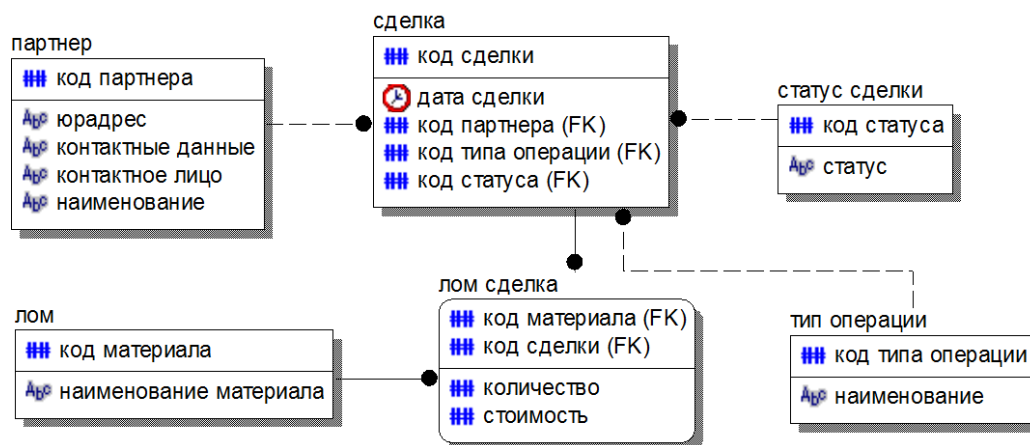 партнер
код партнера
юрадрес
контактные данные
контактное лицо
наименование
сделка
код сделки
дата сделки
код партнера (FK)
код типа операции (FK)
код статуса (FK)
статус сделки
код статуса
статус
лом
код материала
наименование материала
лом сделка
код материала (FK)
код сделки (FK)
количество
стоимость
тип операции
код типа операции
наименование